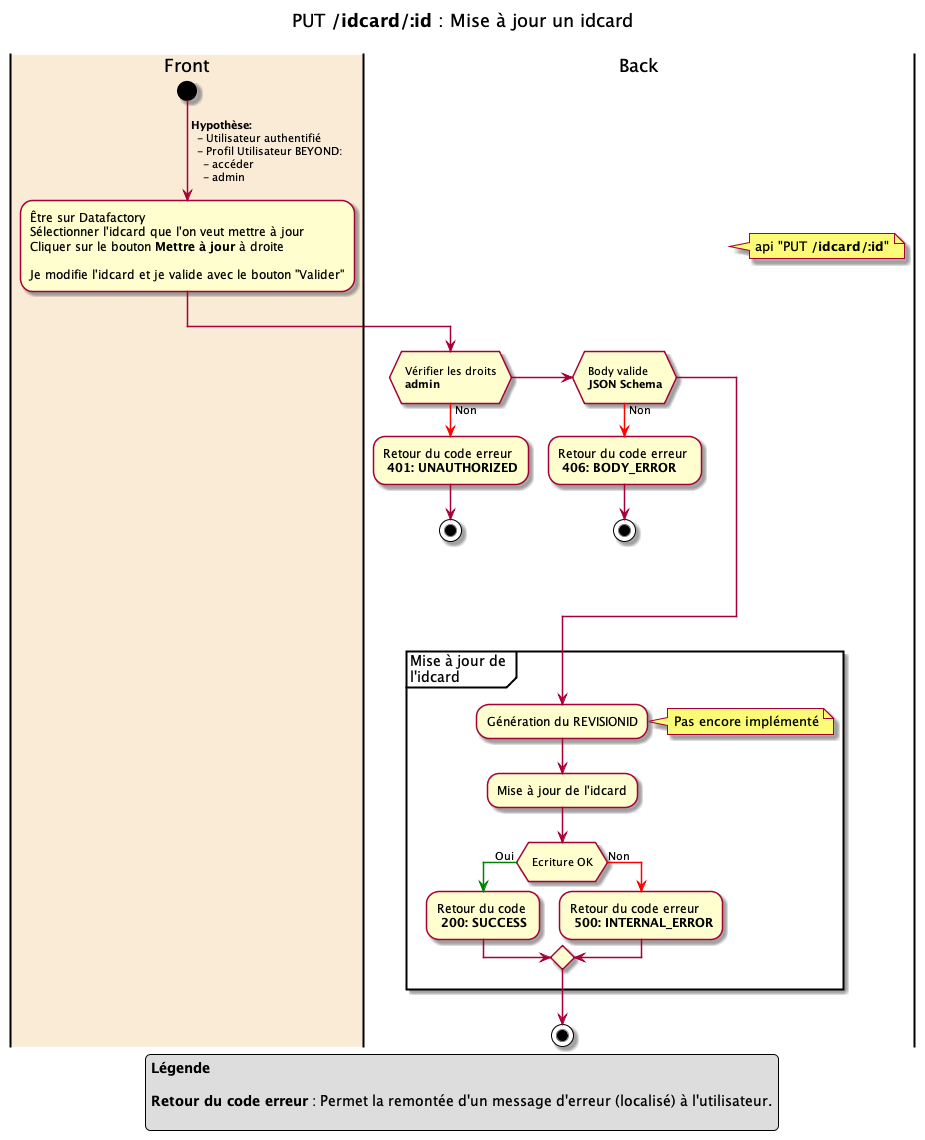 PUT /idcard/:id : Mise à jour un idcard
Front
Back
Hypothèse:
- Utilisateur authentifié
- Profil Utilisateur BEYOND:
- accéder
- admin
Être sur Datafactory
Sélectionner l'idcard que l'on veut mettre à jour
Cliquer sur le bouton Mettre à jour à droite
Je modifie l'idcard et je valide avec le bouton "Valider"
api "PUT /idcard/:id"
Vérifier les droits
admin
Non
Retour du code erreur
401: UNAUTHORIZED
Body valide
JSON Schema
Non
Retour du code erreur
406: BODY_ERROR
Mise à jour de
l'idcard
Génération du REVISIONID
Pas encore implémenté
Mise à jour de l'idcard
Ecriture OK
Oui
Non
Retour du code
200: SUCCESS
Retour du code erreur
500: INTERNAL_ERROR
Légende
Retour du code erreur : Permet la remontée d'un message d'erreur (localisé) à l'utilisateur.